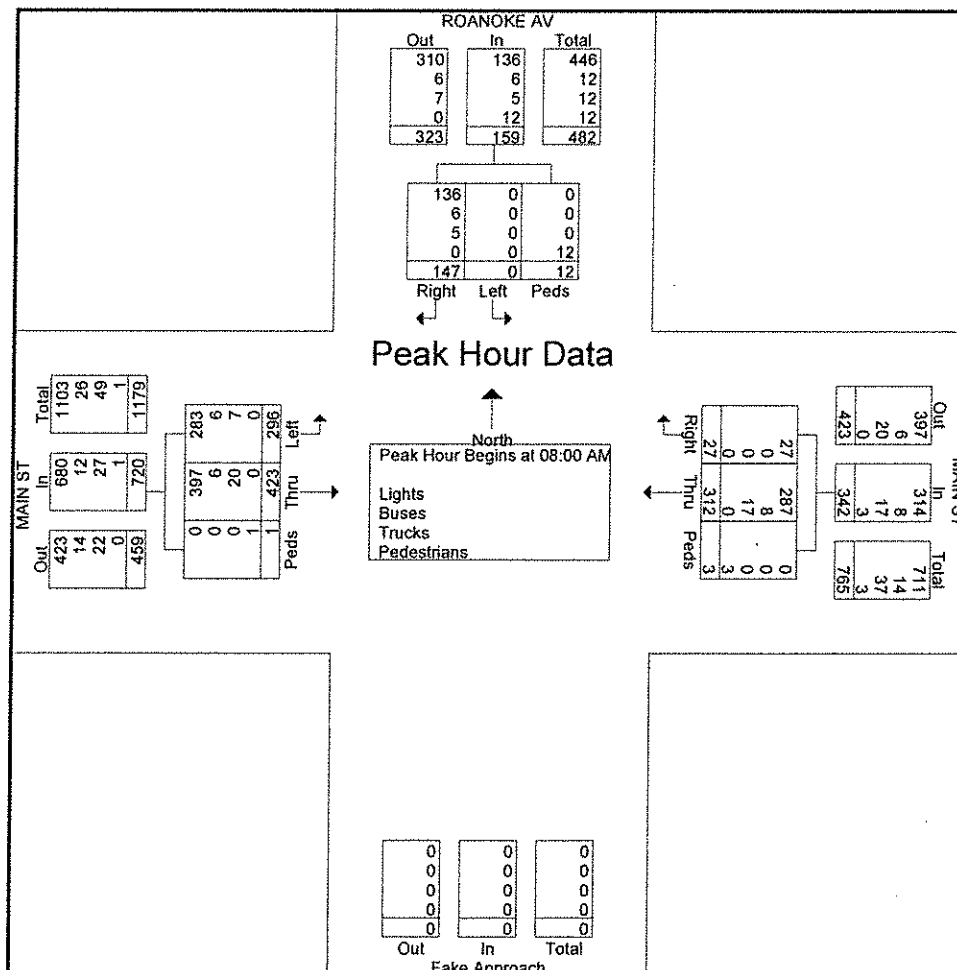 ROANOKE AV
Out In Total
310 136 446
6 6 12
7 5 12
0 12 12
323 159 482
136 0 0
6 0 0
5 0 0
0 0 12
147 0 12
Right Left Peds
Peak Hour Data
MAIN ST
Total
1103
26
49
1
1179
In
680
12
27
1
720
Out
423
14
22
0
459
Left
283
6
7
0
296
Thru
397
6
20
0
423
Peds
0
0
0
1
1
North
Peak Hour Begins at 08:00 AM
Lights
Buses
Trucks
Pedestrians
Right
27
0
0
0
27
Thru
287
8
17
0
312
Peds
0
0
0
3
3
Out
397
6
20
0
423
In
314
8
17
3
342
Total
711
14
37
3
765
MAIN ST
0 0 0
0 0 0
0 0 0
0 0 0
0 0 0
Out In Total
Fake Approach